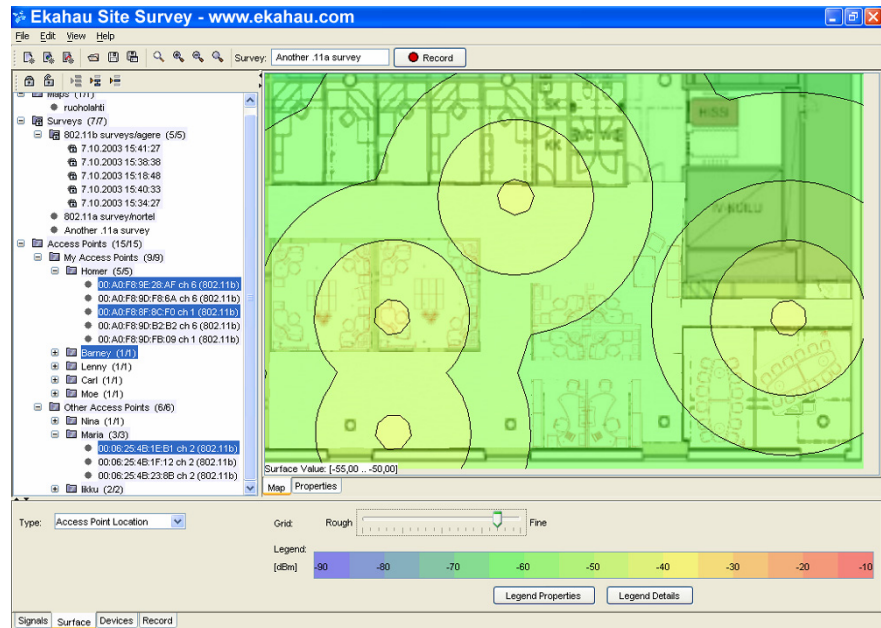 Ekahau Site Survey - www.ekahau.com
File Edit View Help
Survey: Another .11a survey Record
Maps (1/1)
ruoholahti
Surveys (7/7)
802.11b surveys/agere (5/5)
7.10.2003 15:41:27
7.10.2003 15:38:38
7.10.2003 15:18:48
7.10.2003 15:40:33
7.10.2003 15:34:27
802.11a survey/nortel
Another .11a survey
Access Points (15/15)
My Access Points (9/9)
Homer (5/5)
00:A0:F8:9E:28:AF ch 6 (802.11b)
00:A0:F8:9D:F8:6A ch 6 (802.11b)
00:A0:F8:8F:8C:F0 ch 1 (802.11b)
00:A0:F8:9D:B2:B2 ch 6 (802.11b)
00:A0:F8:9D:FB:09 ch 1 (802.11b)
Barney (1/1)
Lenny (1/1)
Carl (1/1)
Moe (1/1)
Other Access Points (6/6)
Nina (1/1)
Maria (3/3)
00:06:25:4B:1E:B1 ch 2 (802.11b)
00:06:25:4B:1F:12 ch 2 (802.11b)
00:06:25:4B:23:8B ch 2 (802.11b)
Iikku (2/2)
SK
KK
HISSI
Surface Value: [-55,00 .. -50,00]
Map Properties
Type: Access Point Location
Grid: Rough Fine
Legend:
[dBm] -90 -80 -70 -60 -50 -40 -30 -20 -10
Legend Properties Legend Details
Signals Surface Devices Record